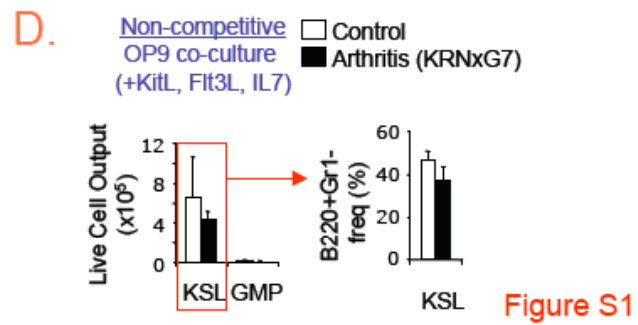 D.
Non-competitive
OP9 co-culture
(+KitL, Flt3L, IL7)
Control
Arthritis (KRNxG7)
Live Cell Output
(x10⁵)
12
8
4
0
KSL GMP
B220+Gr1-
freq (%)
60
40
20
0
KSL
Figure S1